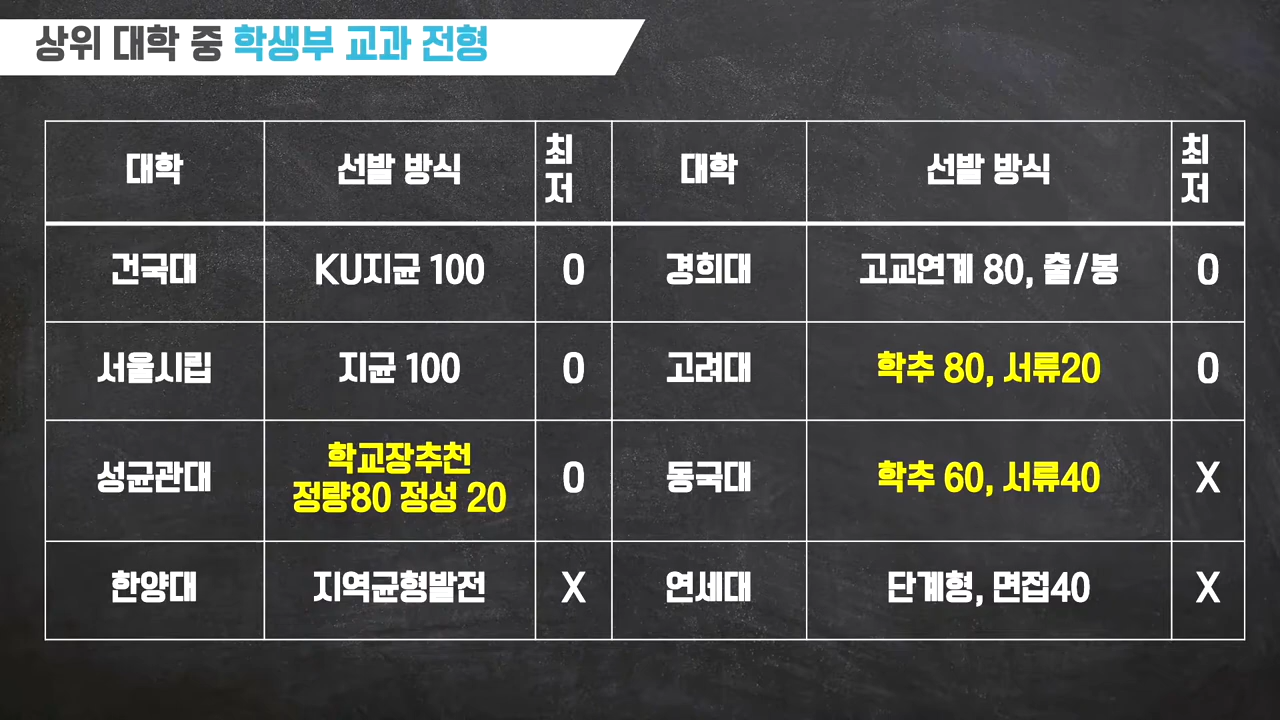 상위 대학 중 학생부 교과 전형
대학 선발 방식 최저 대학 선발 방식 최저
건국대 KU지균 100 O 경희대 고교연계 80, 출/봉 O
서울시립 지균 100 O 고려대 학추 80, 서류20 O
성균관대 학교장추천 정량80 정성 20 O 동국대 학추 60, 서류40 X
한양대 지역균형발전 X 연세대 단계형, 면접40 X